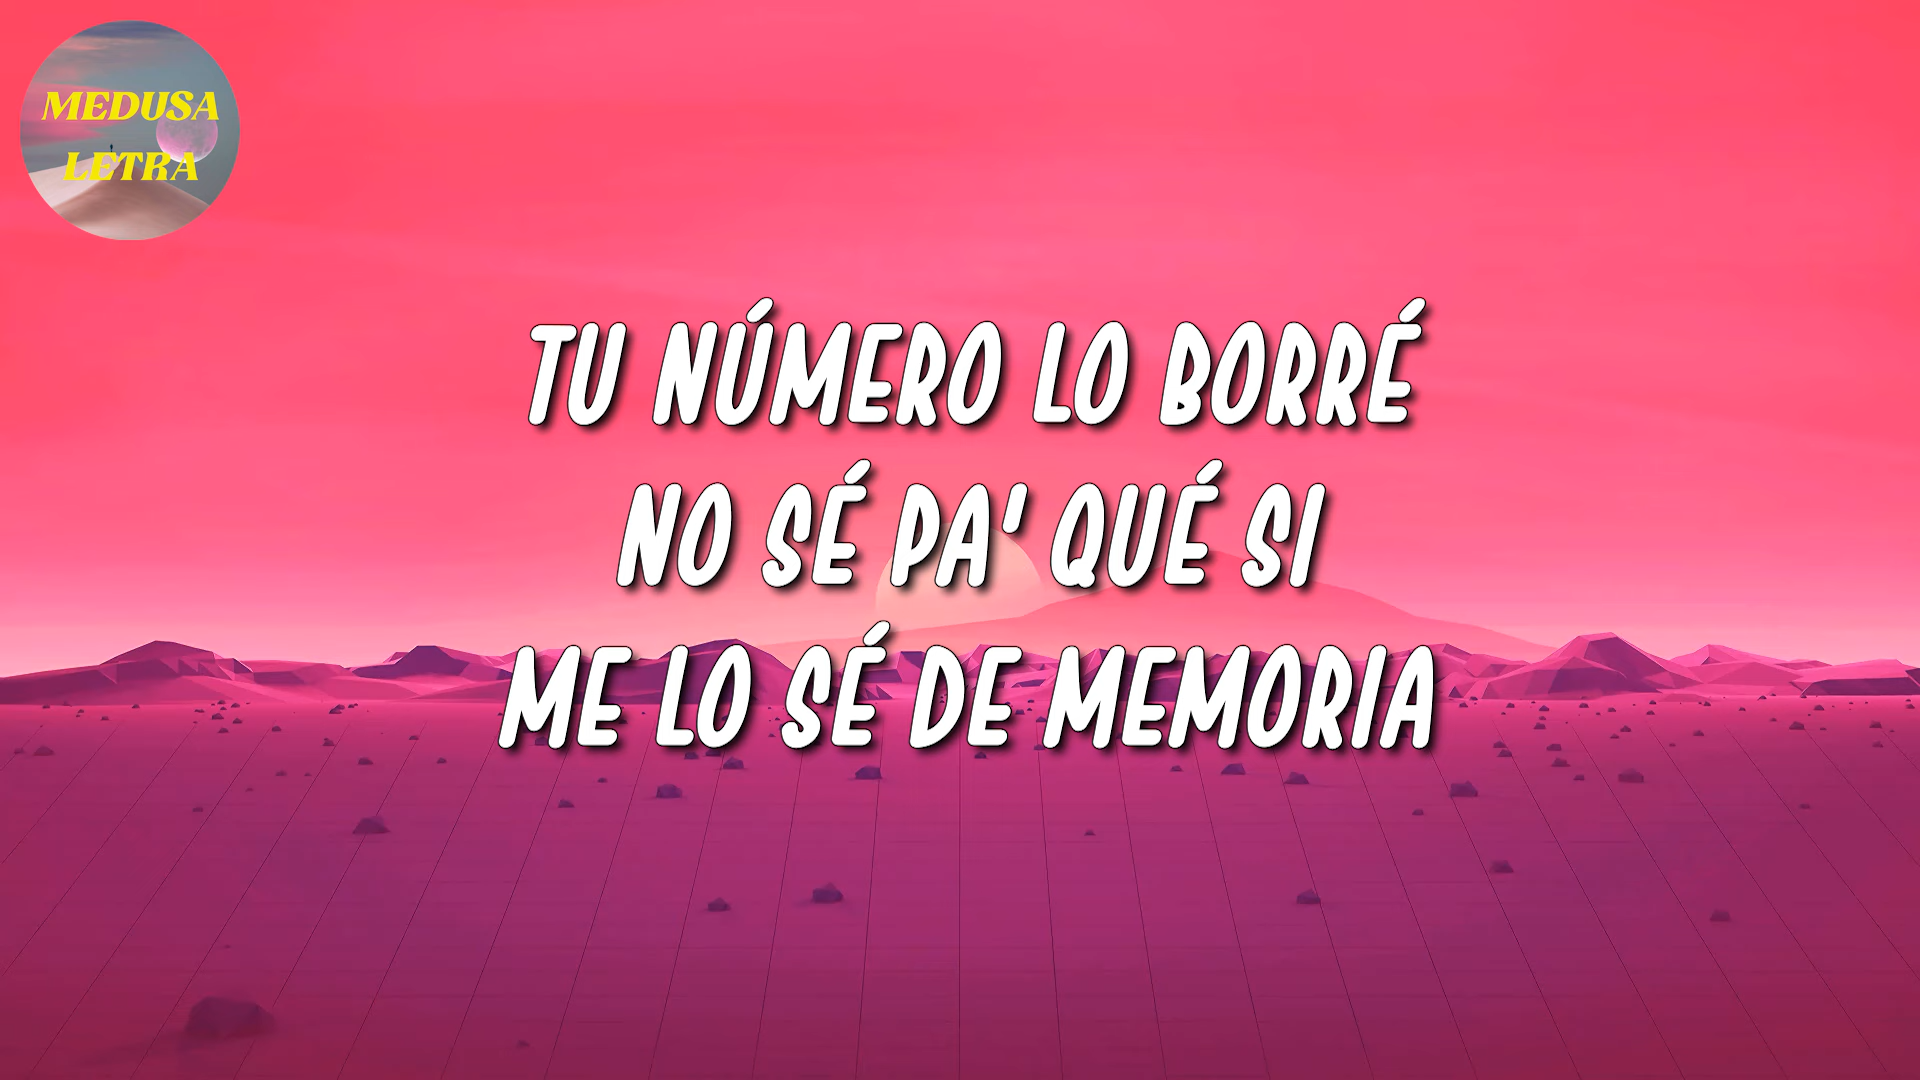 MEDUSA
LETRA
TU NÚMERO LO BORRÉ
NO SÉ PA' QUÉ SI
ME LO SÉ DE MEMORIA